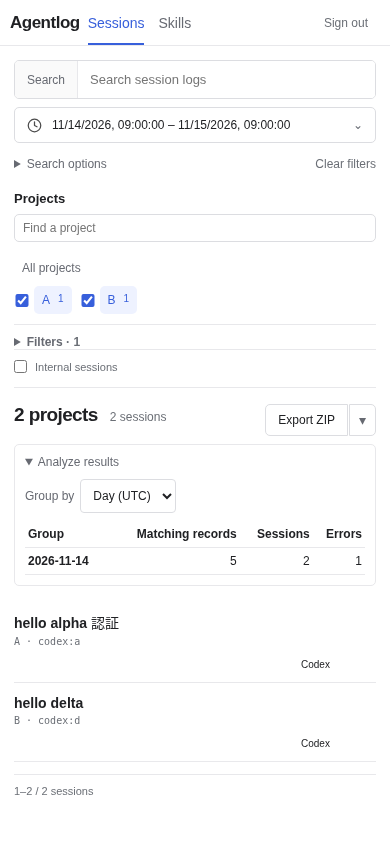 Agentlog Sessions Skills Sign out
Search Search session logs
11/14/2026, 09:00:00 – 11/15/2026, 09:00:00
Search options Clear filters
Projects
Find a project
All projects
A 1 B 1
Filters · 1
Internal sessions
2 projects 2 sessions Export ZIP
Analyze results
Group by Day (UTC)
Group Matching records Sessions Errors
2026-11-14 5 2 1
hello alpha 認証
A · codex:a
Codex
hello delta
B · codex:d
Codex
1–2 / 2 sessions